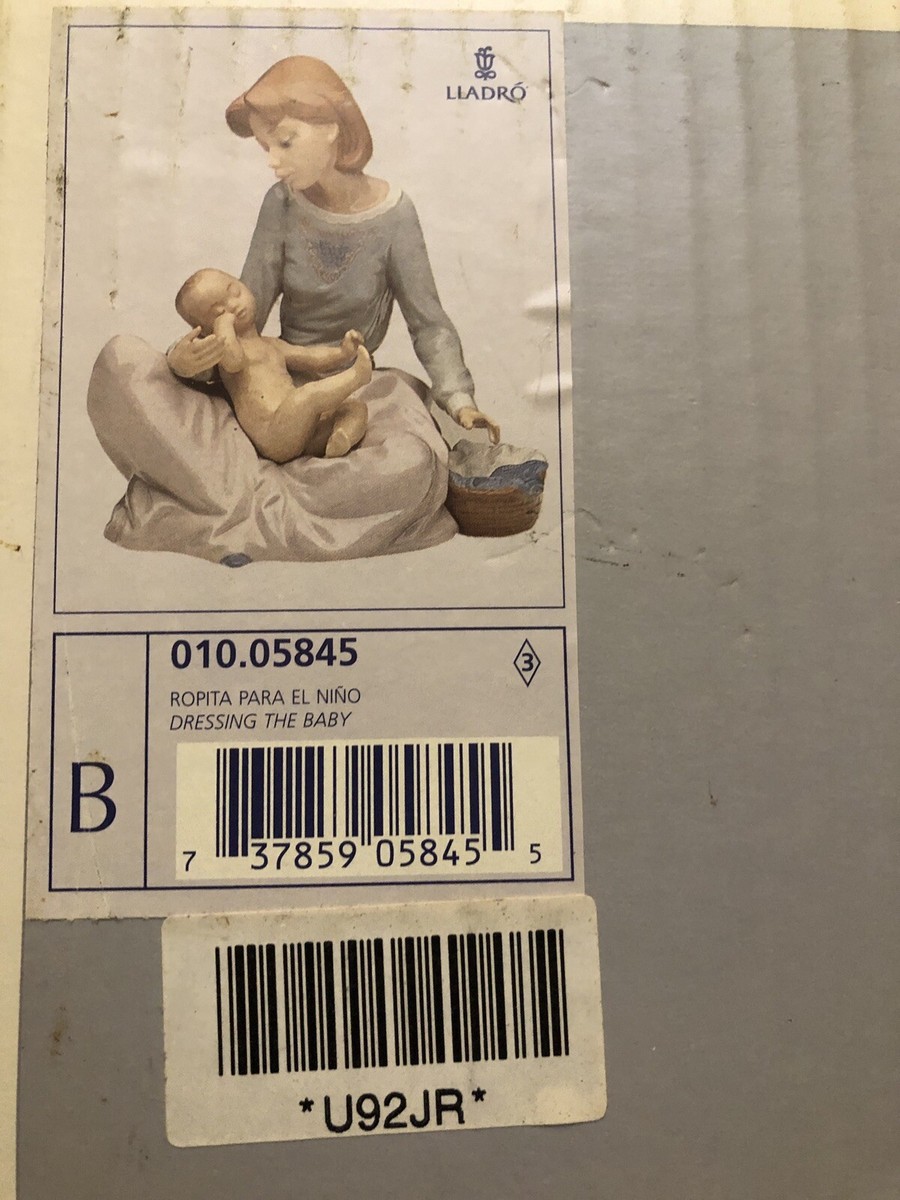 LLADRÓ
010.05845
3
ROPITA PARA EL NIÑO
DRESSING THE BABY
B
7 37859 05845 5
*U92JR*